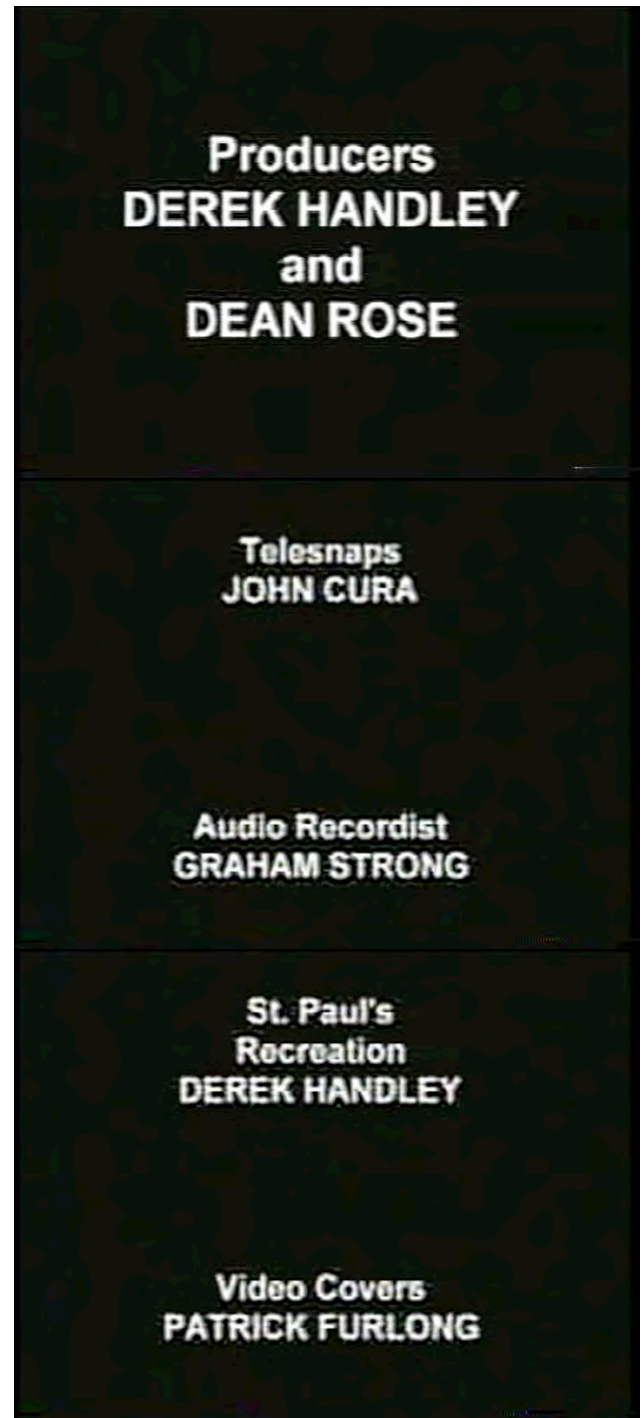 Producers
DEREK HANDLEY
and
DEAN ROSE
Telesnaps
JOHN CURA
Audio Recordist
GRAHAM STRONG
St. Paul's
Recreation
DEREK HANDLEY
Video Covers
PATRICK FURLONG